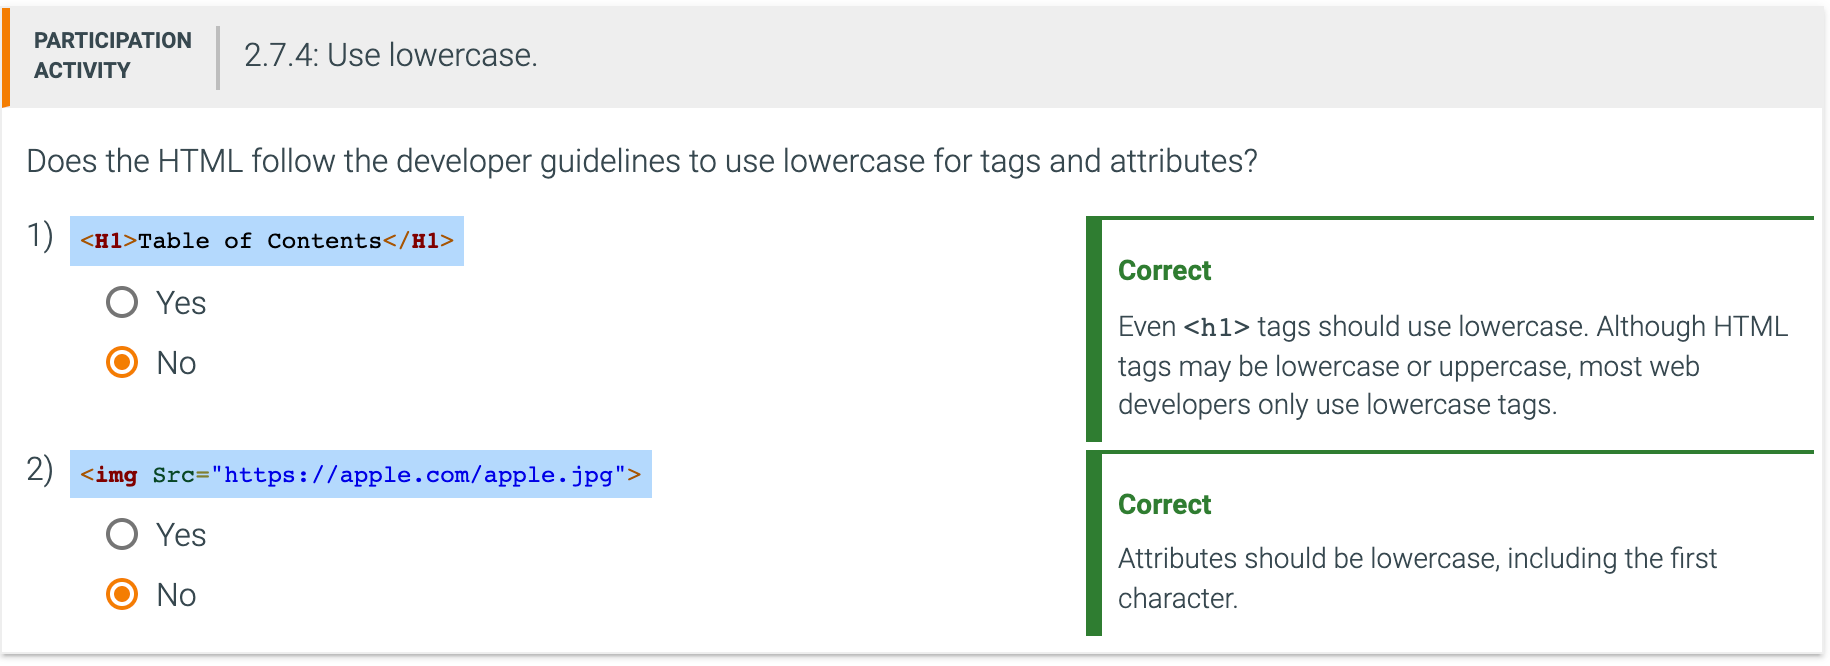 PARTICIPATION
ACTIVITY
2.7.4: Use lowercase.
Does the HTML follow the developer guidelines to use lowercase for tags and attributes?
1) <H1>Table of Contents</H1>
Yes
No
Correct
Even <h1> tags should use lowercase. Although HTML
tags may be lowercase or uppercase, most web
developers only use lowercase tags.
2) <img Src="https://apple.com/apple.jpg">
Yes
No
Correct
Attributes should be lowercase, including the first
character.